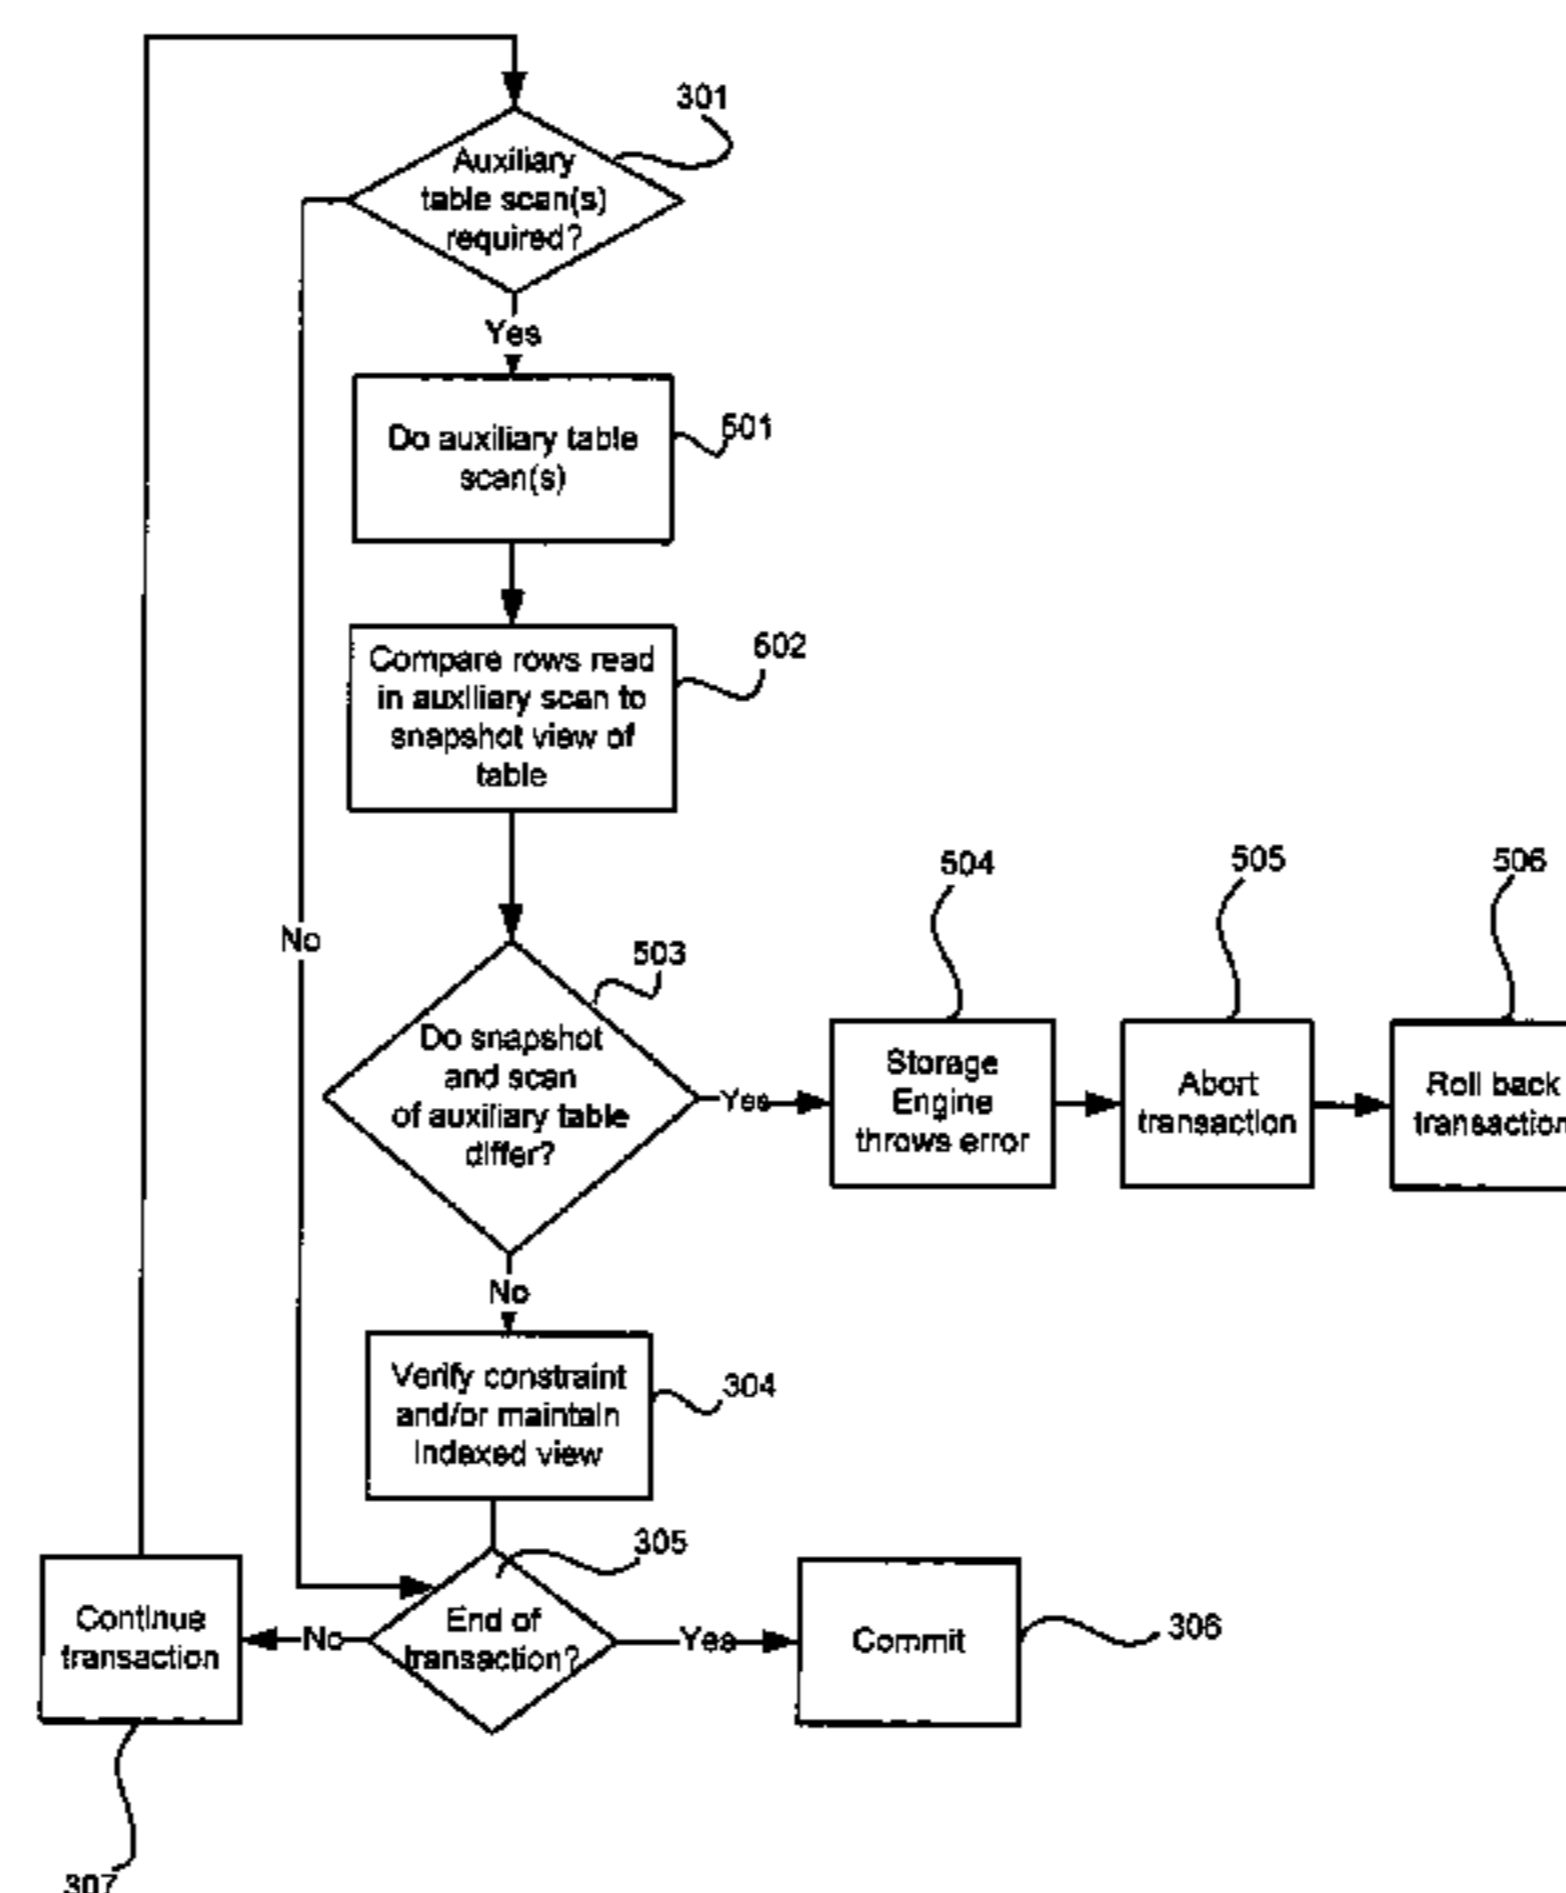 301
Auxiliary
table scan(s)
required?
Yes
Do auxiliary table
scan(s)
501
Compare rows read
in auxiliary scan to
snapshot view of
table
502
No
503
Do snapshot
and scan
of auxiliary table
differ?
Yes
504
Storage
Engine
throws error
505
Abort
transaction
506
Roll back
transaction
No
Verify constraint
and/or maintain
indexed view
304
305
End of
transaction?
No
Continue
transaction
307
Yes
Commit
306